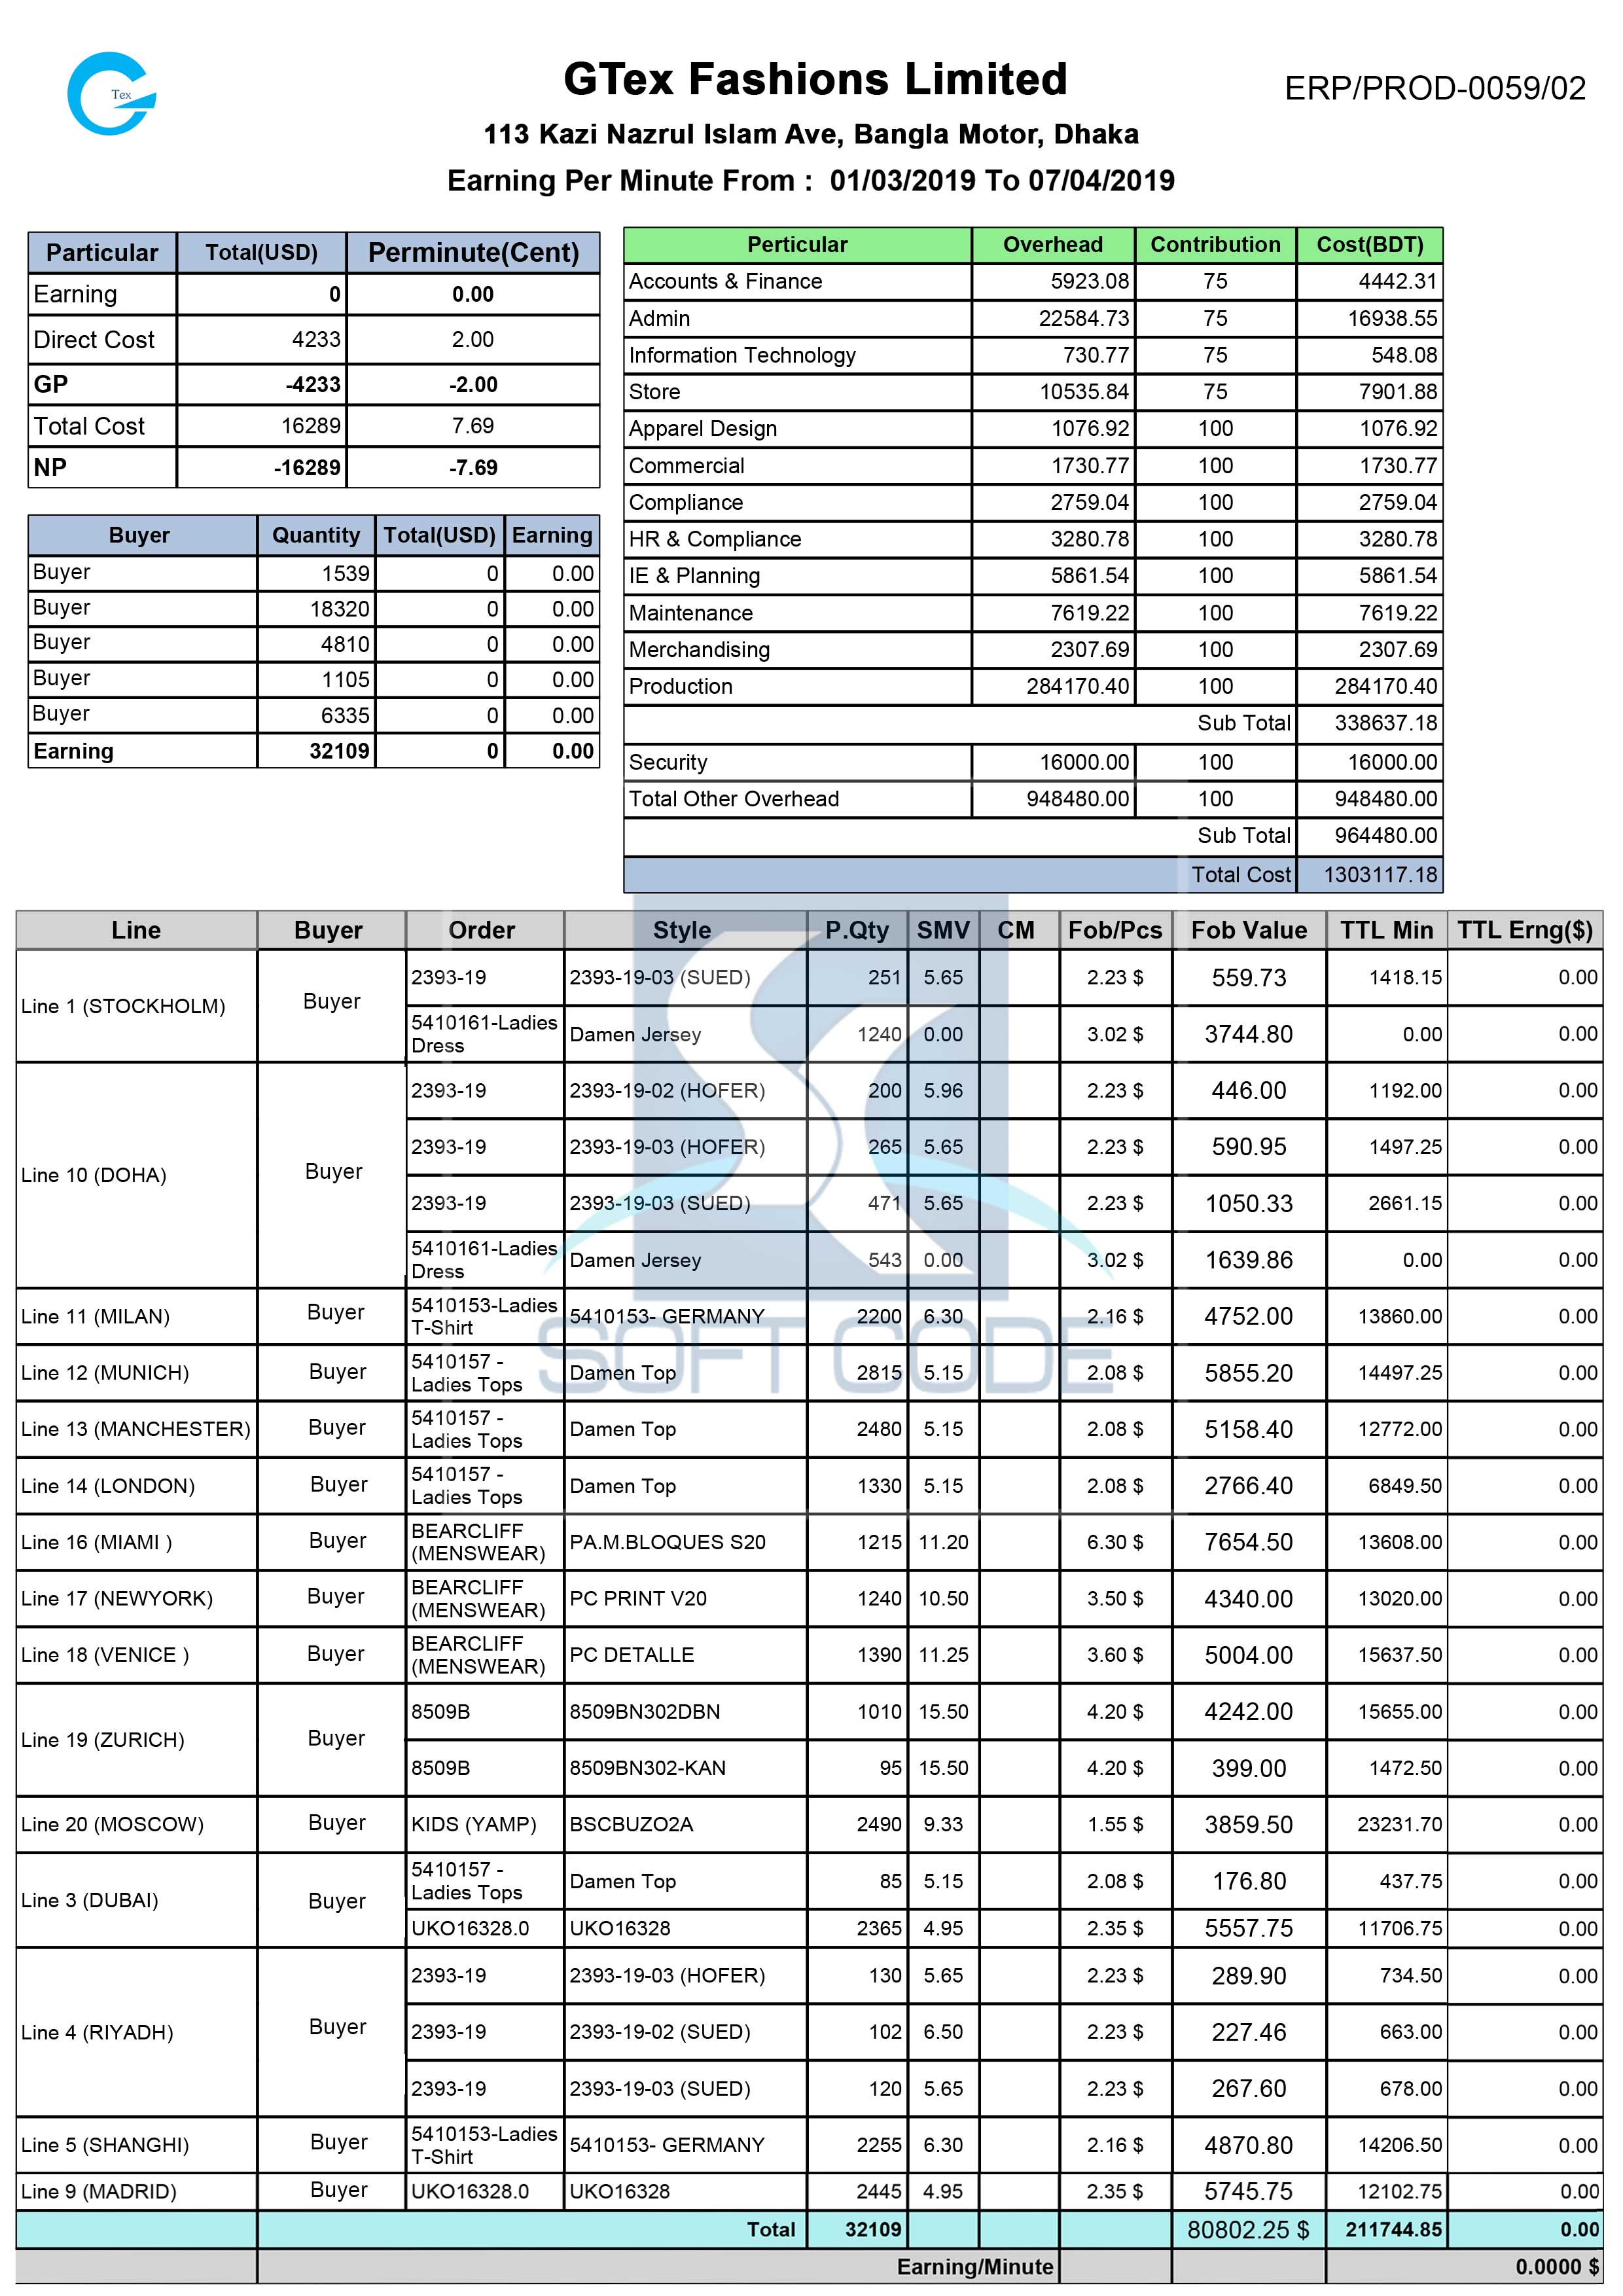 Tex
GTex Fashions Limited
ERP/PROD-0059/02
113 Kazi Nazrul Islam Ave, Bangla Motor, Dhaka
Earning Per Minute From : 01/03/2019 To 07/04/2019
Particular Total(USD) Perminute(Cent)
Earning 0 0.00
Direct Cost 4233 2.00
GP -4233 -2.00
Total Cost 16289 7.69
NP -16289 -7.69
Buyer Quantity Total(USD) Earning
Buyer 1539 0 0.00
Buyer 18320 0 0.00
Buyer 4810 0 0.00
Buyer 1105 0 0.00
Buyer 6335 0 0.00
Earning 32109 0 0.00
Perticular Overhead Contribution Cost(BDT)
Accounts & Finance 5923.08 75 4442.31
Admin 22584.73 75 16938.55
Information Technology 730.77 75 548.08
Store 10535.84 75 7901.88
Apparel Design 1076.92 100 1076.92
Commercial 1730.77 100 1730.77
Compliance 2759.04 100 2759.04
HR & Compliance 3280.78 100 3280.78
IE & Planning 5861.54 100 5861.54
Maintenance 7619.22 100 7619.22
Merchandising 2307.69 100 2307.69
Production 284170.40 100 284170.40
Sub Total 338637.18
Security 16000.00 100 16000.00
Total Other Overhead 948480.00 100 948480.00
Sub Total 964480.00
Total Cost 1303117.18
Line Buyer Order Style P.Qty SMV CM Fob/Pcs Fob Value TTL Min TTL Erng($)
Line 1 (STOCKHOLM) Buyer
2393-19 2393-19-03 (SUED) 251 5.65 2.23 $ 559.73 1418.15 0.00
5410161-Ladies
Dress
Damen Jersey 1240 0.00 3.02 $ 3744.80 0.00 0.00
Line 10 (DOHA) Buyer
2393-19 2393-19-02 (HOFER) 200 5.96 2.23 $ 446.00 1192.00 0.00
2393-19 2393-19-03 (HOFER) 265 5.65 2.23 $ 590.95 1497.25 0.00
2393-19 2393-19-03 (SUED) 471 5.65 2.23 $ 1050.33 2661.15 0.00
5410161-Ladies
Dress
Damen Jersey 543 0.00 3.02 $ 1639.86 0.00 0.00
Line 11 (MILAN) Buyer
5410153-Ladies
T-Shirt
5410153- GERMANY 2200 6.30 2.16 $ 4752.00 13860.00 0.00
SOFT CODE
Line 12 (MUNICH) Buyer
5410157 -
Ladies Tops
Damen Top 2815 5.15 2.08 $ 5855.20 14497.25 0.00
Line 13 (MANCHESTER) Buyer
5410157 -
Ladies Tops
Damen Top 2480 5.15 2.08 $ 5158.40 12772.00 0.00
Line 14 (LONDON) Buyer
5410157 -
Ladies Tops
Damen Top 1330 5.15 2.08 $ 2766.40 6849.50 0.00
Line 16 (MIAMI ) Buyer
BEARCLIFF
(MENSWEAR)
PA.M.BLOQUES S20 1215 11.20 6.30 $ 7654.50 13608.00 0.00
Line 17 (NEWYORK) Buyer
BEARCLIFF
(MENSWEAR)
PC PRINT V20 1240 10.50 3.50 $ 4340.00 13020.00 0.00
Line 18 (VENICE ) Buyer
BEARCLIFF
(MENSWEAR)
PC DETALLE 1390 11.25 3.60 $ 5004.00 15637.50 0.00
Line 19 (ZURICH) Buyer
8509B 8509BN302DBN 1010 15.50 4.20 $ 4242.00 15655.00 0.00
8509B 8509BN302-KAN 95 15.50 4.20 $ 399.00 1472.50 0.00
Line 20 (MOSCOW) Buyer KIDS (YAMP) BSCBUZO2A 2490 9.33 1.55 $ 3859.50 23231.70 0.00
Line 3 (DUBAI) Buyer
5410157 -
Ladies Tops
Damen Top 85 5.15 2.08 $ 176.80 437.75 0.00
UKO16328.0 UKO16328 2365 4.95 2.35 $ 5557.75 11706.75 0.00
Line 4 (RIYADH) Buyer
2393-19 2393-19-03 (HOFER) 130 5.65 2.23 $ 289.90 734.50 0.00
2393-19 2393-19-02 (SUED) 102 6.50 2.23 $ 227.46 663.00 0.00
2393-19 2393-19-03 (SUED) 120 5.65 2.23 $ 267.60 678.00 0.00
Line 5 (SHANGHI) Buyer
5410153-Ladies
T-Shirt
5410153- GERMANY 2255 6.30 2.16 $ 4870.80 14206.50 0.00
Line 9 (MADRID) Buyer UKO16328.0 UKO16328 2445 4.95 2.35 $ 5745.75 12102.75 0.00
Total 32109 80802.25 $ 211744.85 0.00
Earning/Minute 0.0000 $